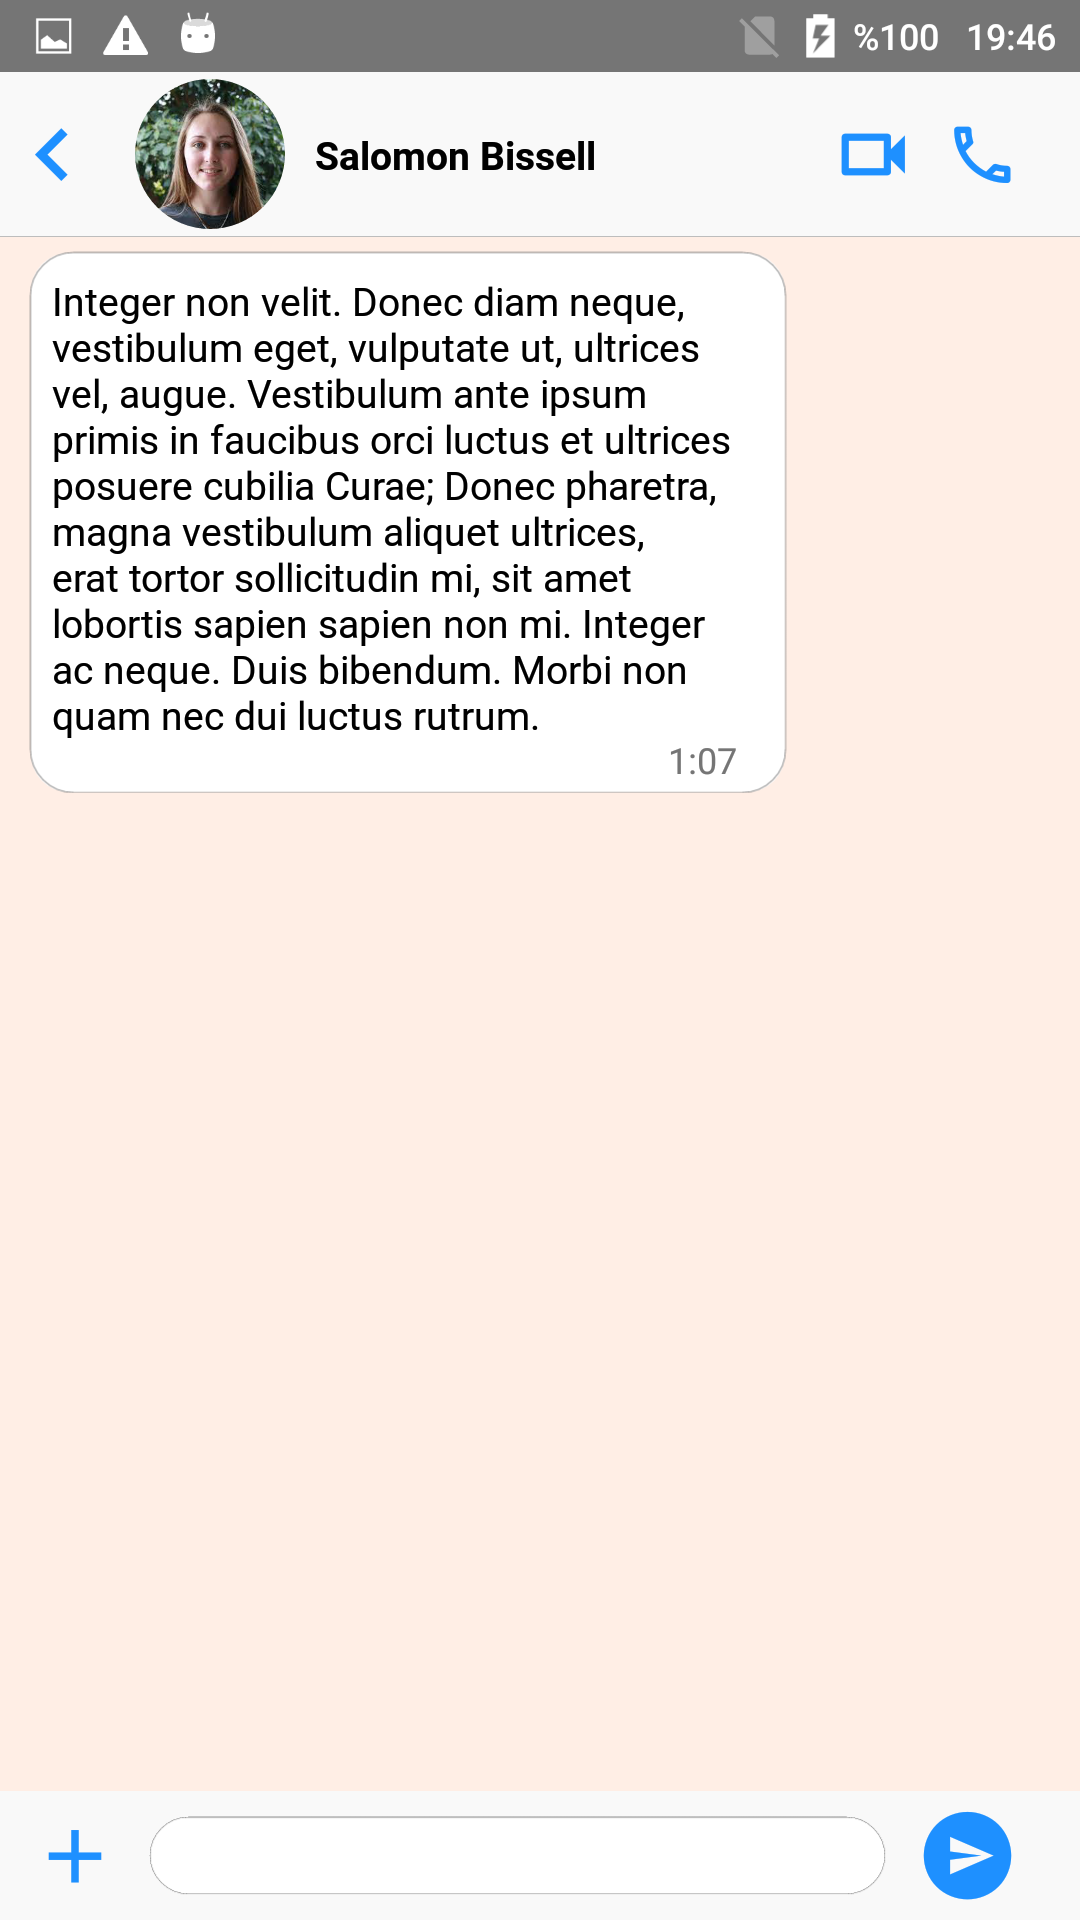 %100 19:46
Salomon Bissell
Integer non velit. Donec diam neque,
vestibulum eget, vulputate ut, ultrices
vel, augue. Vestibulum ante ipsum
primis in faucibus orci luctus et ultrices
posuere cubilia Curae; Donec pharetra,
magna vestibulum aliquet ultrices,
erat tortor sollicitudin mi, sit amet
lobortis sapien sapien non mi. Integer
ac neque. Duis bibendum. Morbi non
quam nec dui luctus rutrum.
1:07